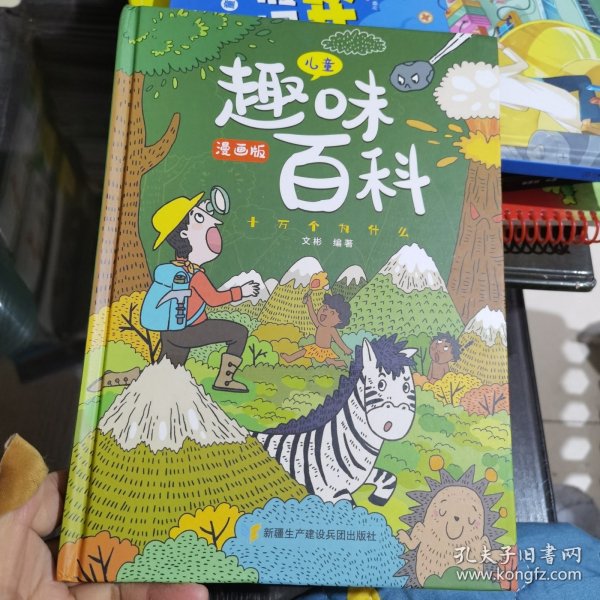 儿童
趣味
漫画版
百科
十万个为什么
文彬 编著
新疆生产建设兵团出版社
孔夫子旧书网
www.kongfz.com